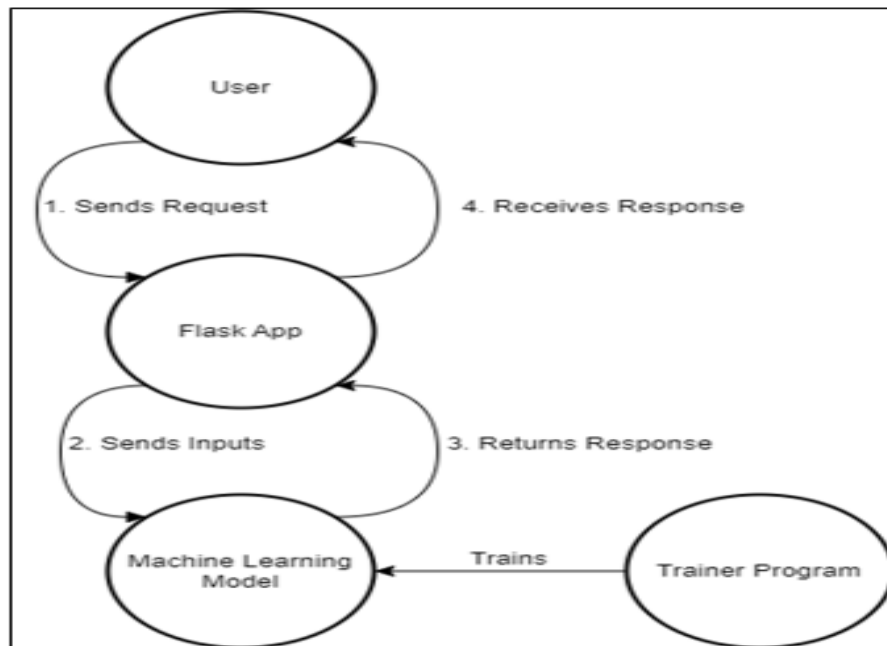 User
1. Sends Request
4. Receives Response
Flask App
2. Sends Inputs
3. Returns Response
Machine Learning
Model
Trains
Trainer Program